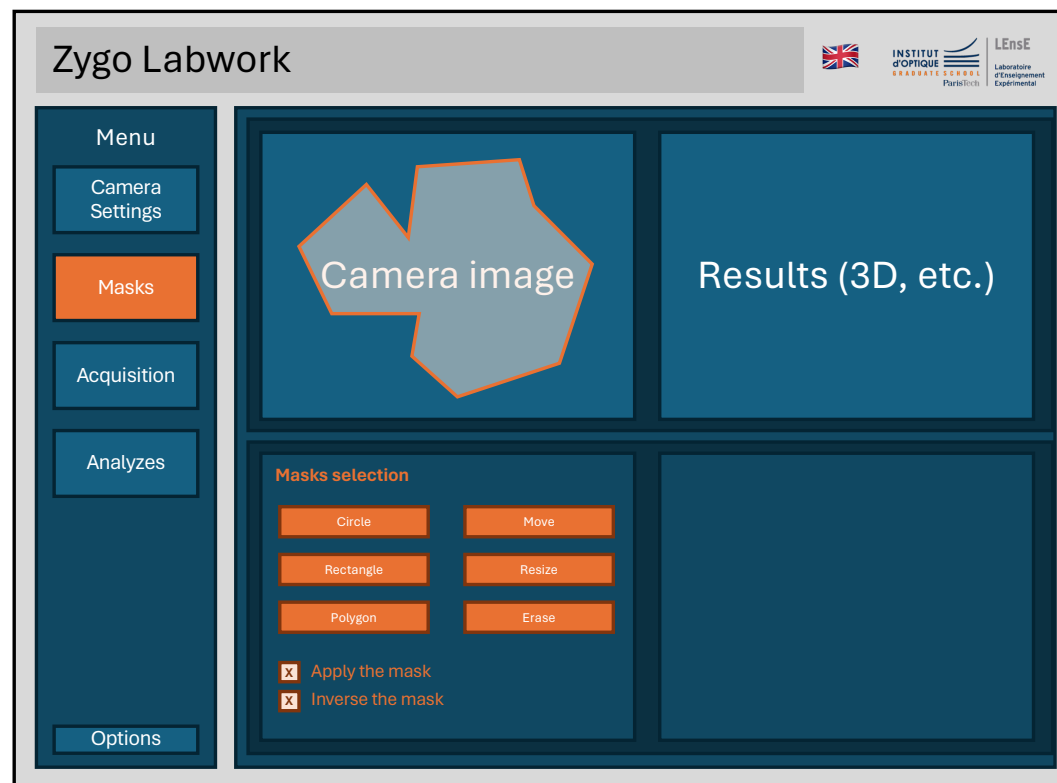 Zygo Labwork
INSTITUT
d'OPTIQUE
GRADUATE SCHOOL
ParisTech
LEnsE
Laboratoire
d'Enseignement
Expérimental
Menu
Camera
Settings
Masks
Acquisition
Analyzes
Options
Camera image
Results (3D, etc.)
Masks selection
Circle
Move
Rectangle
Resize
Polygon
Erase
X Apply the mask
X Inverse the mask